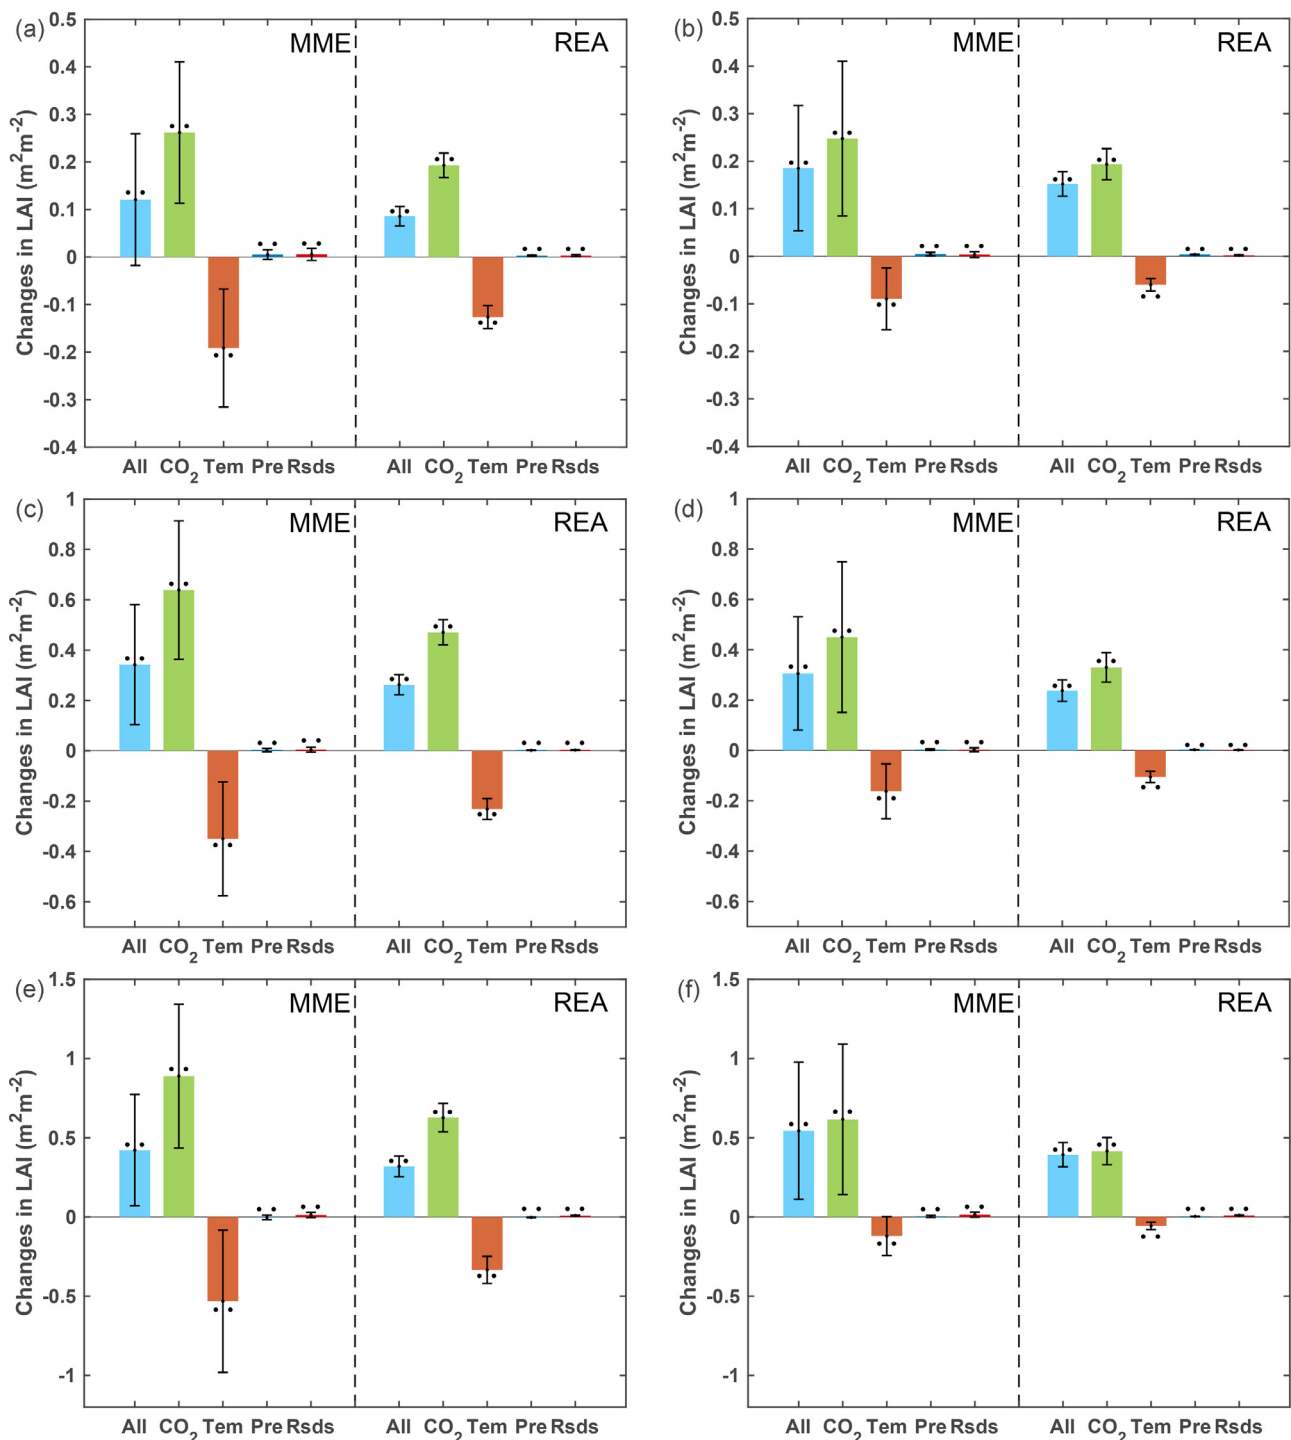 (a) MME REA
Changes in LAI (m²m⁻²)
0.5
0.4
0.3
0.2
0.1
0
-0.1
-0.2
-0.3
-0.4
All CO₂ Tem Pre Rsds All CO₂ Tem Pre Rsds
(b) MME REA
Changes in LAI (m²m⁻²)
0.5
0.4
0.3
0.2
0.1
0
-0.1
-0.2
-0.3
-0.4
All CO₂ Tem Pre Rsds All CO₂ Tem Pre Rsds
(c) MME REA
Changes in LAI (m²m⁻²)
1
0.8
0.6
0.4
0.2
0
-0.2
-0.4
-0.6
All CO₂ Tem Pre Rsds All CO₂ Tem Pre Rsds
(d) MME REA
Changes in LAI (m²m⁻²)
1
0.8
0.6
0.4
0.2
0
-0.2
-0.4
-0.6
All CO₂ Tem Pre Rsds All CO₂ Tem Pre Rsds
(e) MME REA
Changes in LAI (m²m⁻²)
1.5
1
0.5
0
-0.5
-1
All CO₂ Tem Pre Rsds All CO₂ Tem Pre Rsds
(f) MME REA
Changes in LAI (m²m⁻²)
1.5
1
0.5
0
-0.5
-1
All CO₂ Tem Pre Rsds All CO₂ Tem Pre Rsds